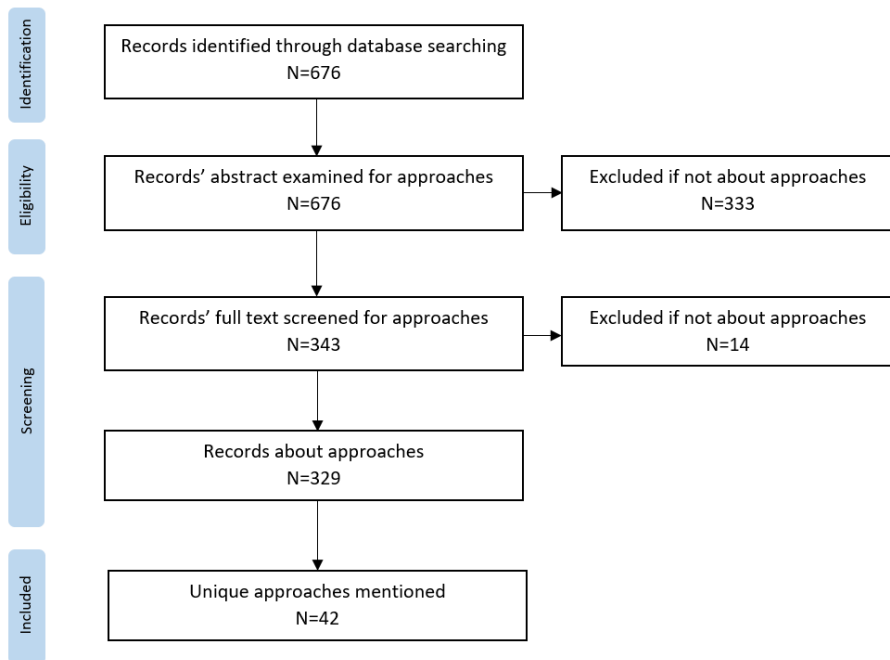 Identification
Records identified through database searching
N=676
Eligibility
Records’ abstract examined for approaches
N=676
Excluded if not about approaches
N=333
Screening
Records’ full text screened for approaches
N=343
Excluded if not about approaches
N=14
Records about approaches
N=329
Included
Unique approaches mentioned
N=42